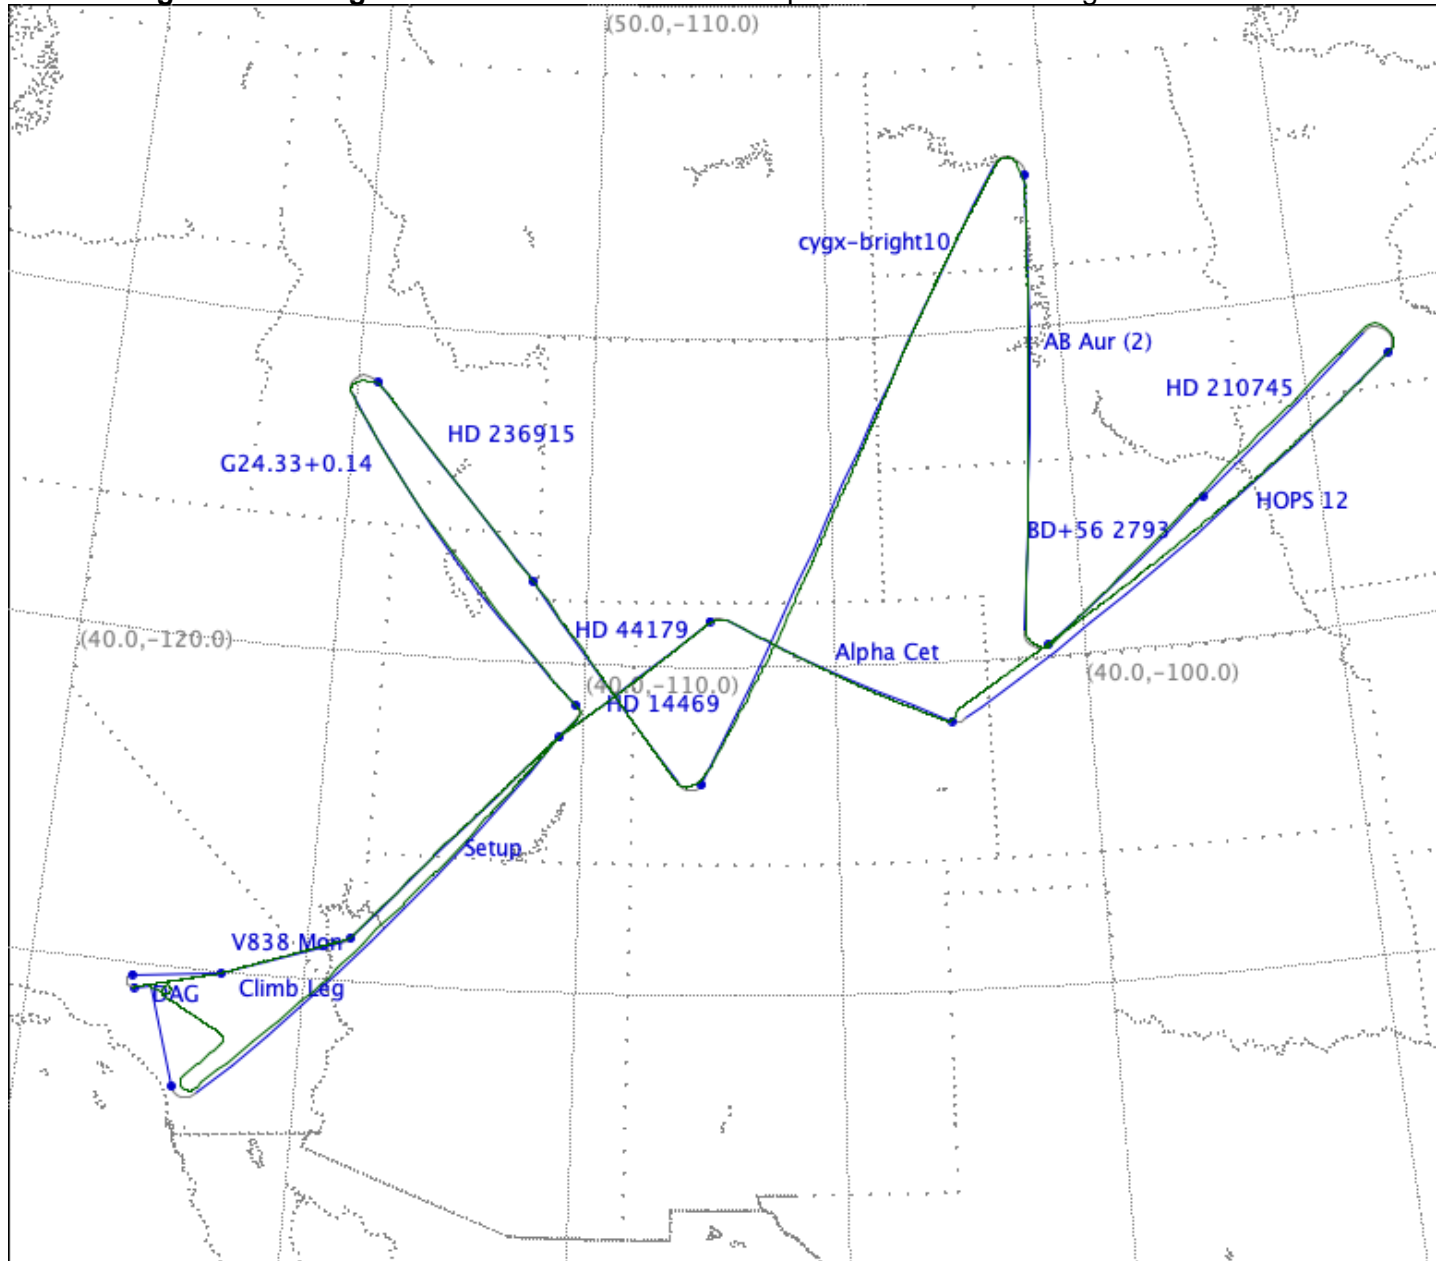 (50.0,-110.0)
cygx-bright10
AB Aur (2)
HD 210745
HD 236915
G24.33+0.14
HOPS 12
BD+56 2793
HD 44179
(40.0,-120.0)
Alpha Cet
(40.0,-110.0)
(40.0,-100.0)
HD 14469
Setup
V838 Mon
DAG
Climb Leg